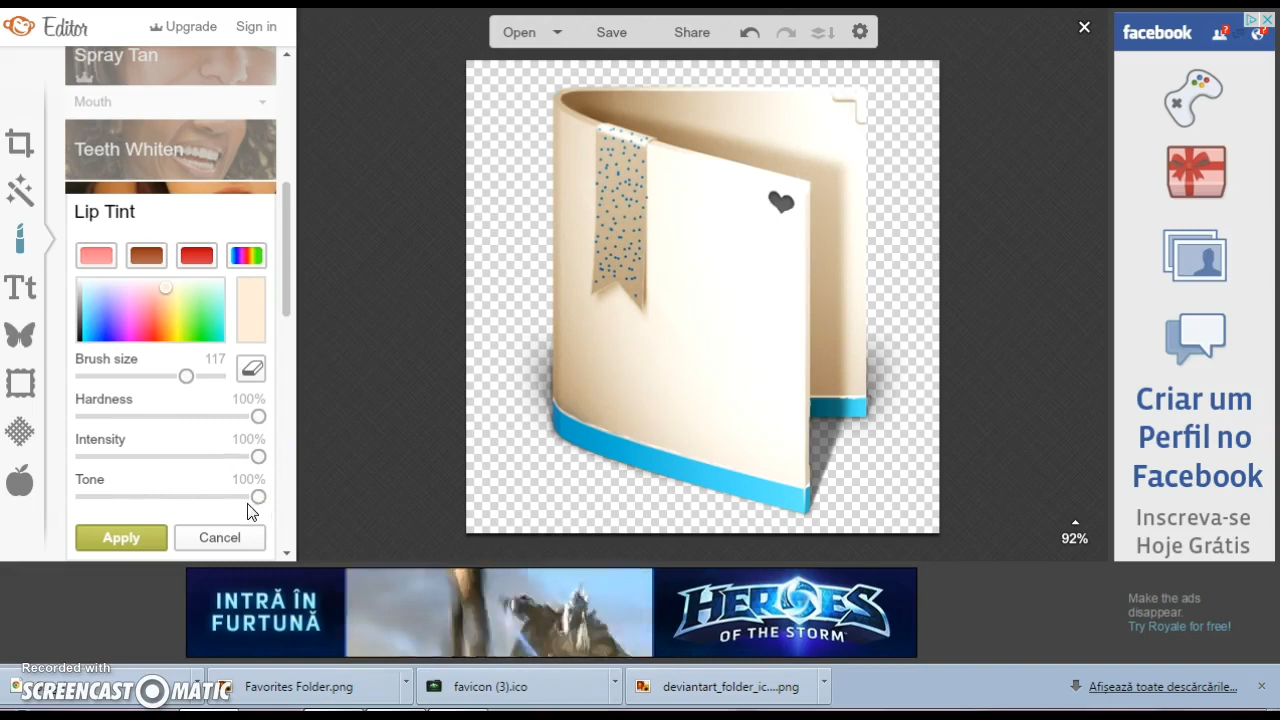 Editor
Upgrade
Sign in
Open
Save
Share
facebook
Spray Tan
Mouth
Teeth Whiten
Lip Tint
Brush size 117
Hardness 100%
Intensity 100%
Tone 100%
Apply
Cancel
Tt
92%
Criar um
Perfil no
Facebook
Inscreva-se
Hoje Grátis
INTRĂ ÎN
FURTUNĂ
HEROES
OF THE STORM
Make the ads
disappear.
Try Royale for free!
Recorded with
SCREENCAST MATIC
Favorites Folder.png
favicon (3).ico
deviantart_folder_ic....png
Afișează toate descărcările...